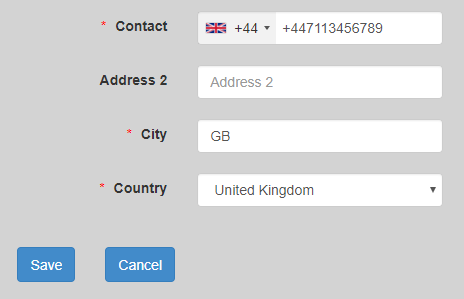 * Contact +44 +447113456789
Address 2 Address 2
* City GB
* Country United Kingdom
Save Cancel